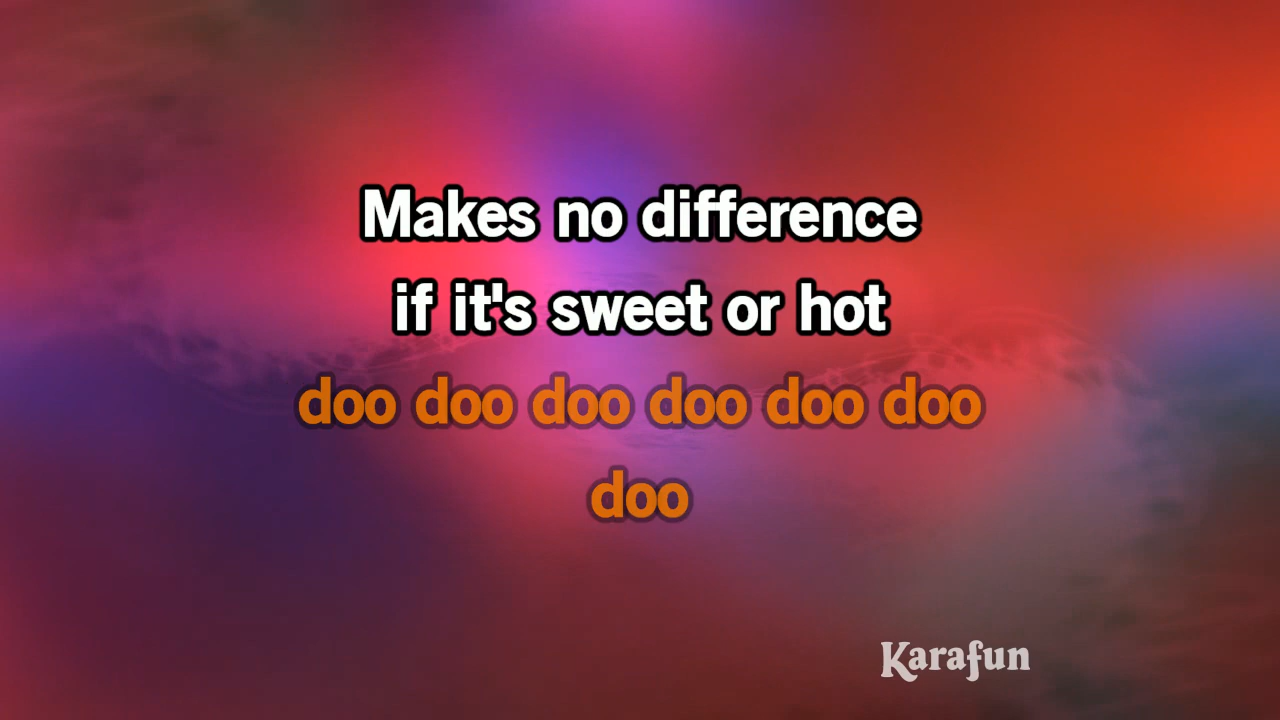 Makes no difference
if it's sweet or hot
doo doo doo doo doo doo
doo
Karafun